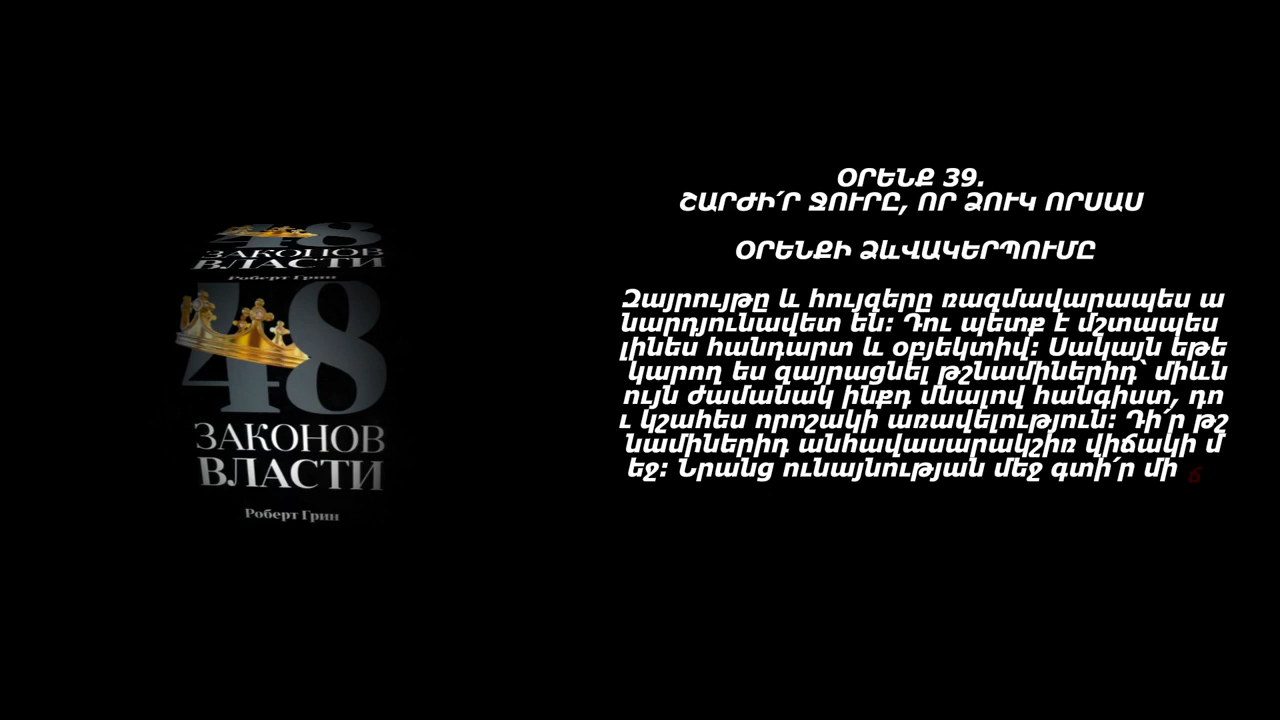 48
ЗАКОНОВ
ВЛАСТИ
Роберт Грин
48
ЗАКОНОВ
ВЛАСТИ
Роберт Грин
ՕՐԵՆՔ 39.
ՇԱՐԺԻ՛Ր ՋՈՒՐԸ, ՈՐ ՁՈՒԿ ՈՐՍԱՍ
ՕՐԵՆՔԻ ՁևՎԱԿԵՐՊՈՒՄԸ
Զայրույթը և հույզերը ռազմավարապես ա
նարդյունավետ են։ Դու պետք է մշտապես
լինես հանդարտ և օբյեկտիվ։ Սակայն եթե
կարող ես զայրացնել թշնամիներիդ՝ միևն
ույն ժամանակ ինքդ մնալով հանգիստ, դո
ւ կշահես որոշակի առավելություն։ Դի՛ր թշ
նամիներիդ անհավասարակշիռ վիճակի մ
եջ։ Նրանց ունայնության մեջ գտի՛ր մի ճ